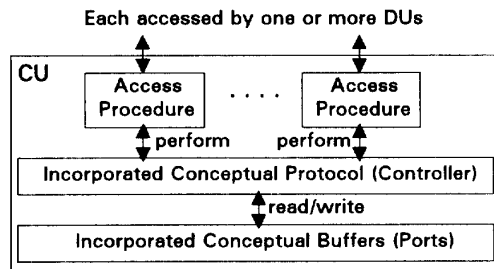 Each accessed by one or more DUs
CU
Access Procedure
. . . .
Access Procedure
perform
perform
Incorporated Conceptual Protocol (Controller)
read/write
Incorporated Conceptual Buffers (Ports)